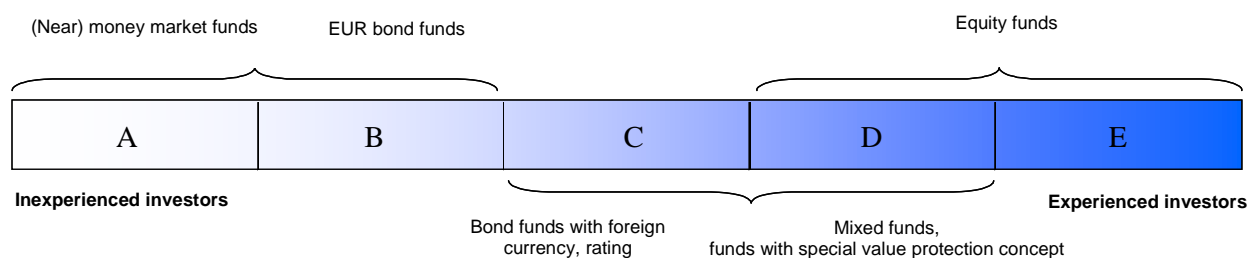 (Near) money market funds
EUR bond funds
Equity funds
A
B
C
D
E
Inexperienced investors
Experienced investors
Bond funds with foreign
currency, rating
Mixed funds,
funds with special value protection concept